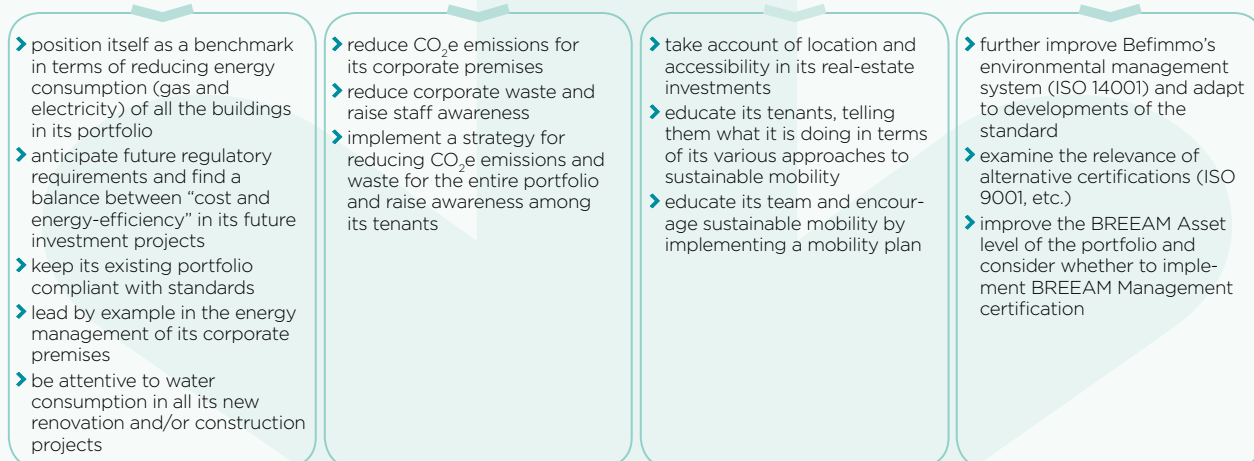 > position itself as a benchmark
in terms of reducing energy
consumption (gas and
electricity) of all the buildings
in its portfolio
> anticipate future regulatory
requirements and find a
balance between “cost and
energy-efficiency” in its future
investment projects
> keep its existing portfolio
compliant with standards
> lead by example in the energy
management of its corporate
premises
> be attentive to water
consumption in all its new
renovation and/or construction
projects
> reduce CO₂e emissions for
its corporate premises
> reduce corporate waste and
raise staff awareness
> implement a strategy for
reducing CO₂e emissions and
waste for the entire portfolio
and raise awareness among
its tenants
> take account of location and
accessibility in its real-estate
investments
> educate its tenants, telling
them what it is doing in terms
of its various approaches to
sustainable mobility
> educate its team and encour-
age sustainable mobility by
implementing a mobility plan
> further improve Befimmo’s
environmental management
system (ISO 14001) and adapt
to developments of the
standard
> examine the relevance of
alternative certifications (ISO
9001, etc.)
> improve the BREEAM Asset
level of the portfolio and
consider whether to imple-
ment BREEAM Management
certification